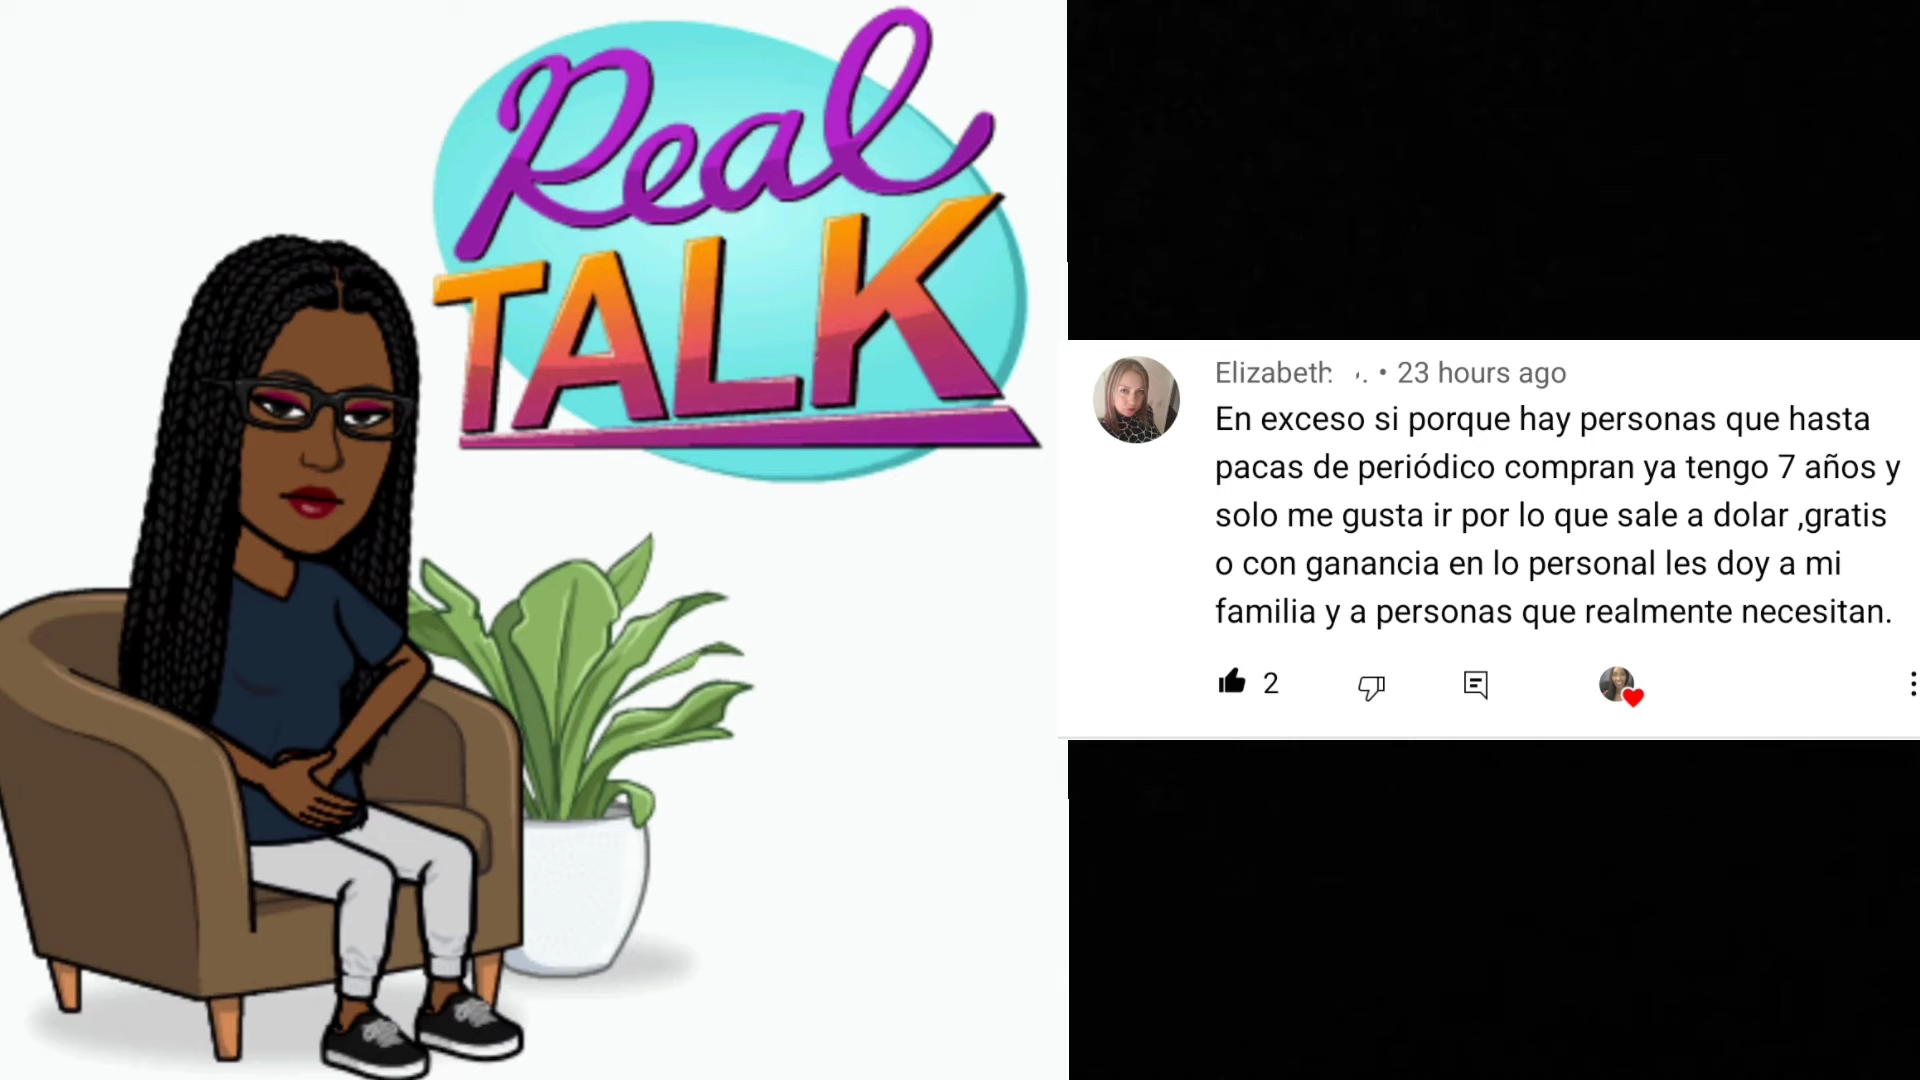 Real
TALK
Elizabeth • 23 hours ago
En exceso si porque hay personas que hasta
pacas de periódico compran ya tengo 7 años y
solo me gusta ir por lo que sale a dolar ,gratis
o con ganancia en lo personal les doy a mi
familia y a personas que realmente necesitan.
2